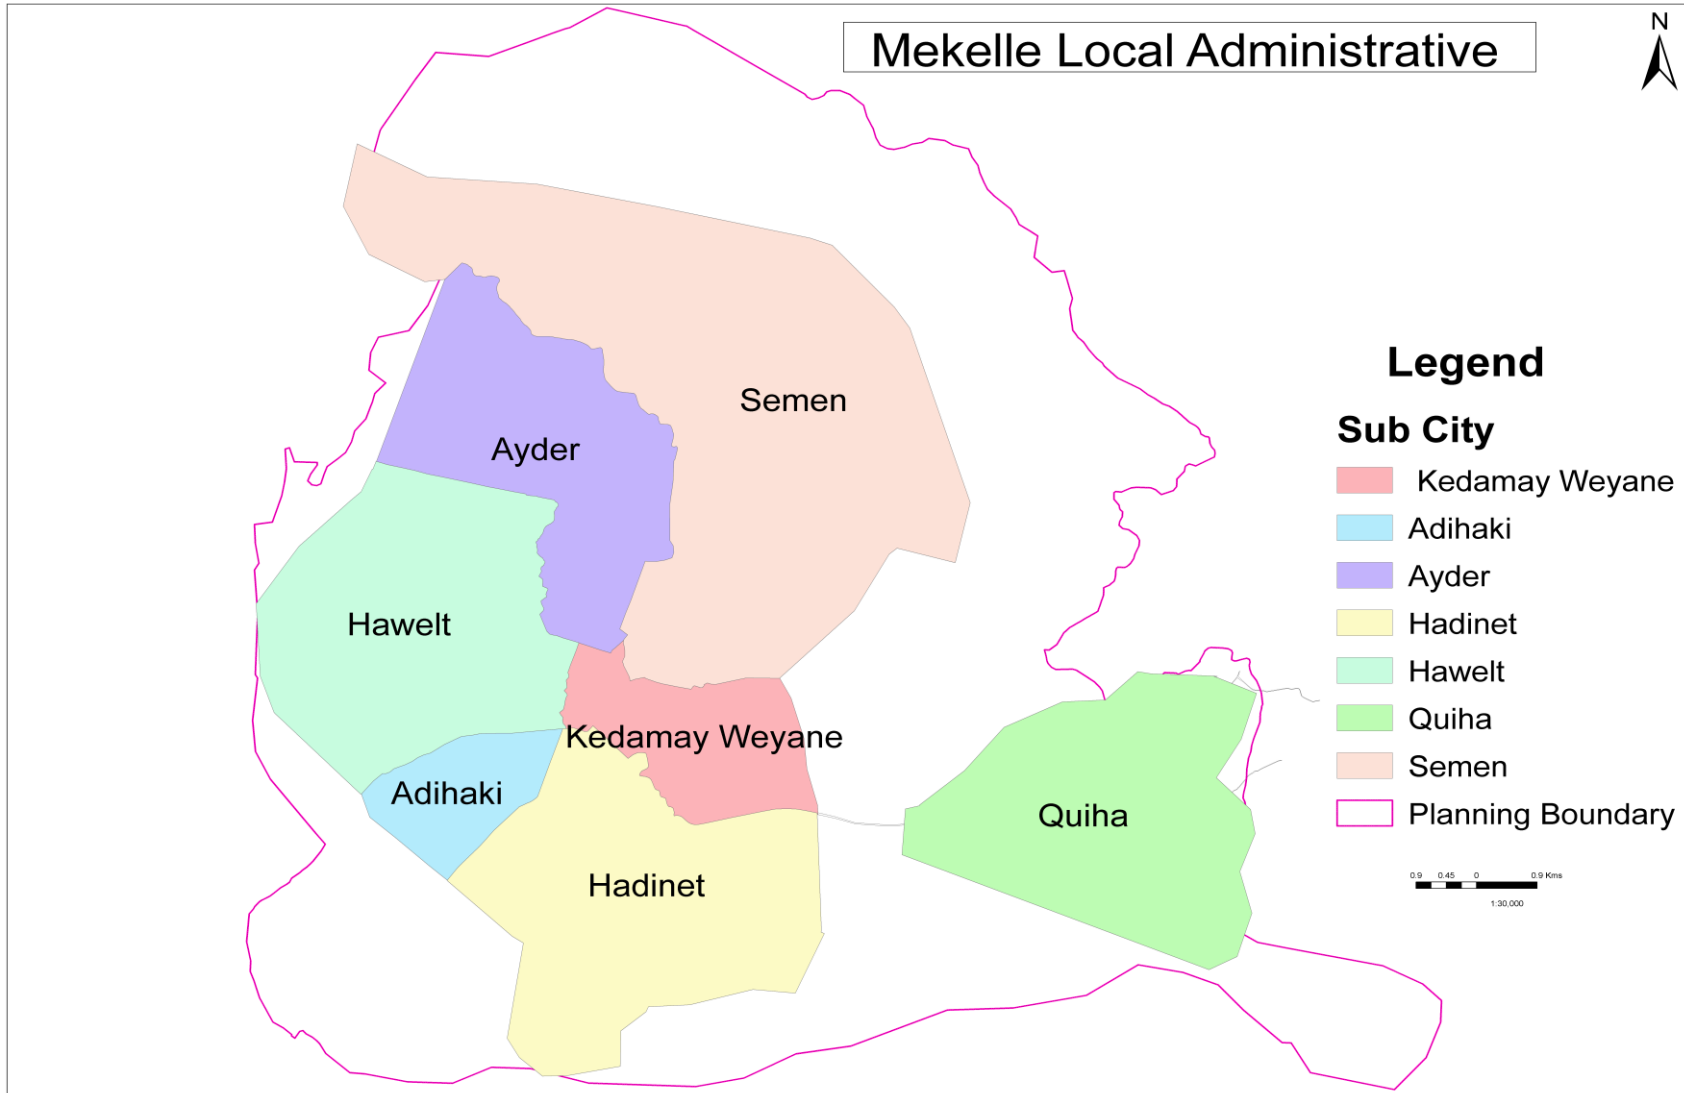 Mekelle Local Administrative
N
Semen
Ayder
Hawelt
Kedamay Weyane
Adihaki
Quiha
Hadinet
Legend
Sub City
Kedamay Weyane
Adihaki
Ayder
Hadinet
Hawelt
Quiha
Semen
Planning Boundary
0.9 0.45 0 0.9 Kms
1:30,000